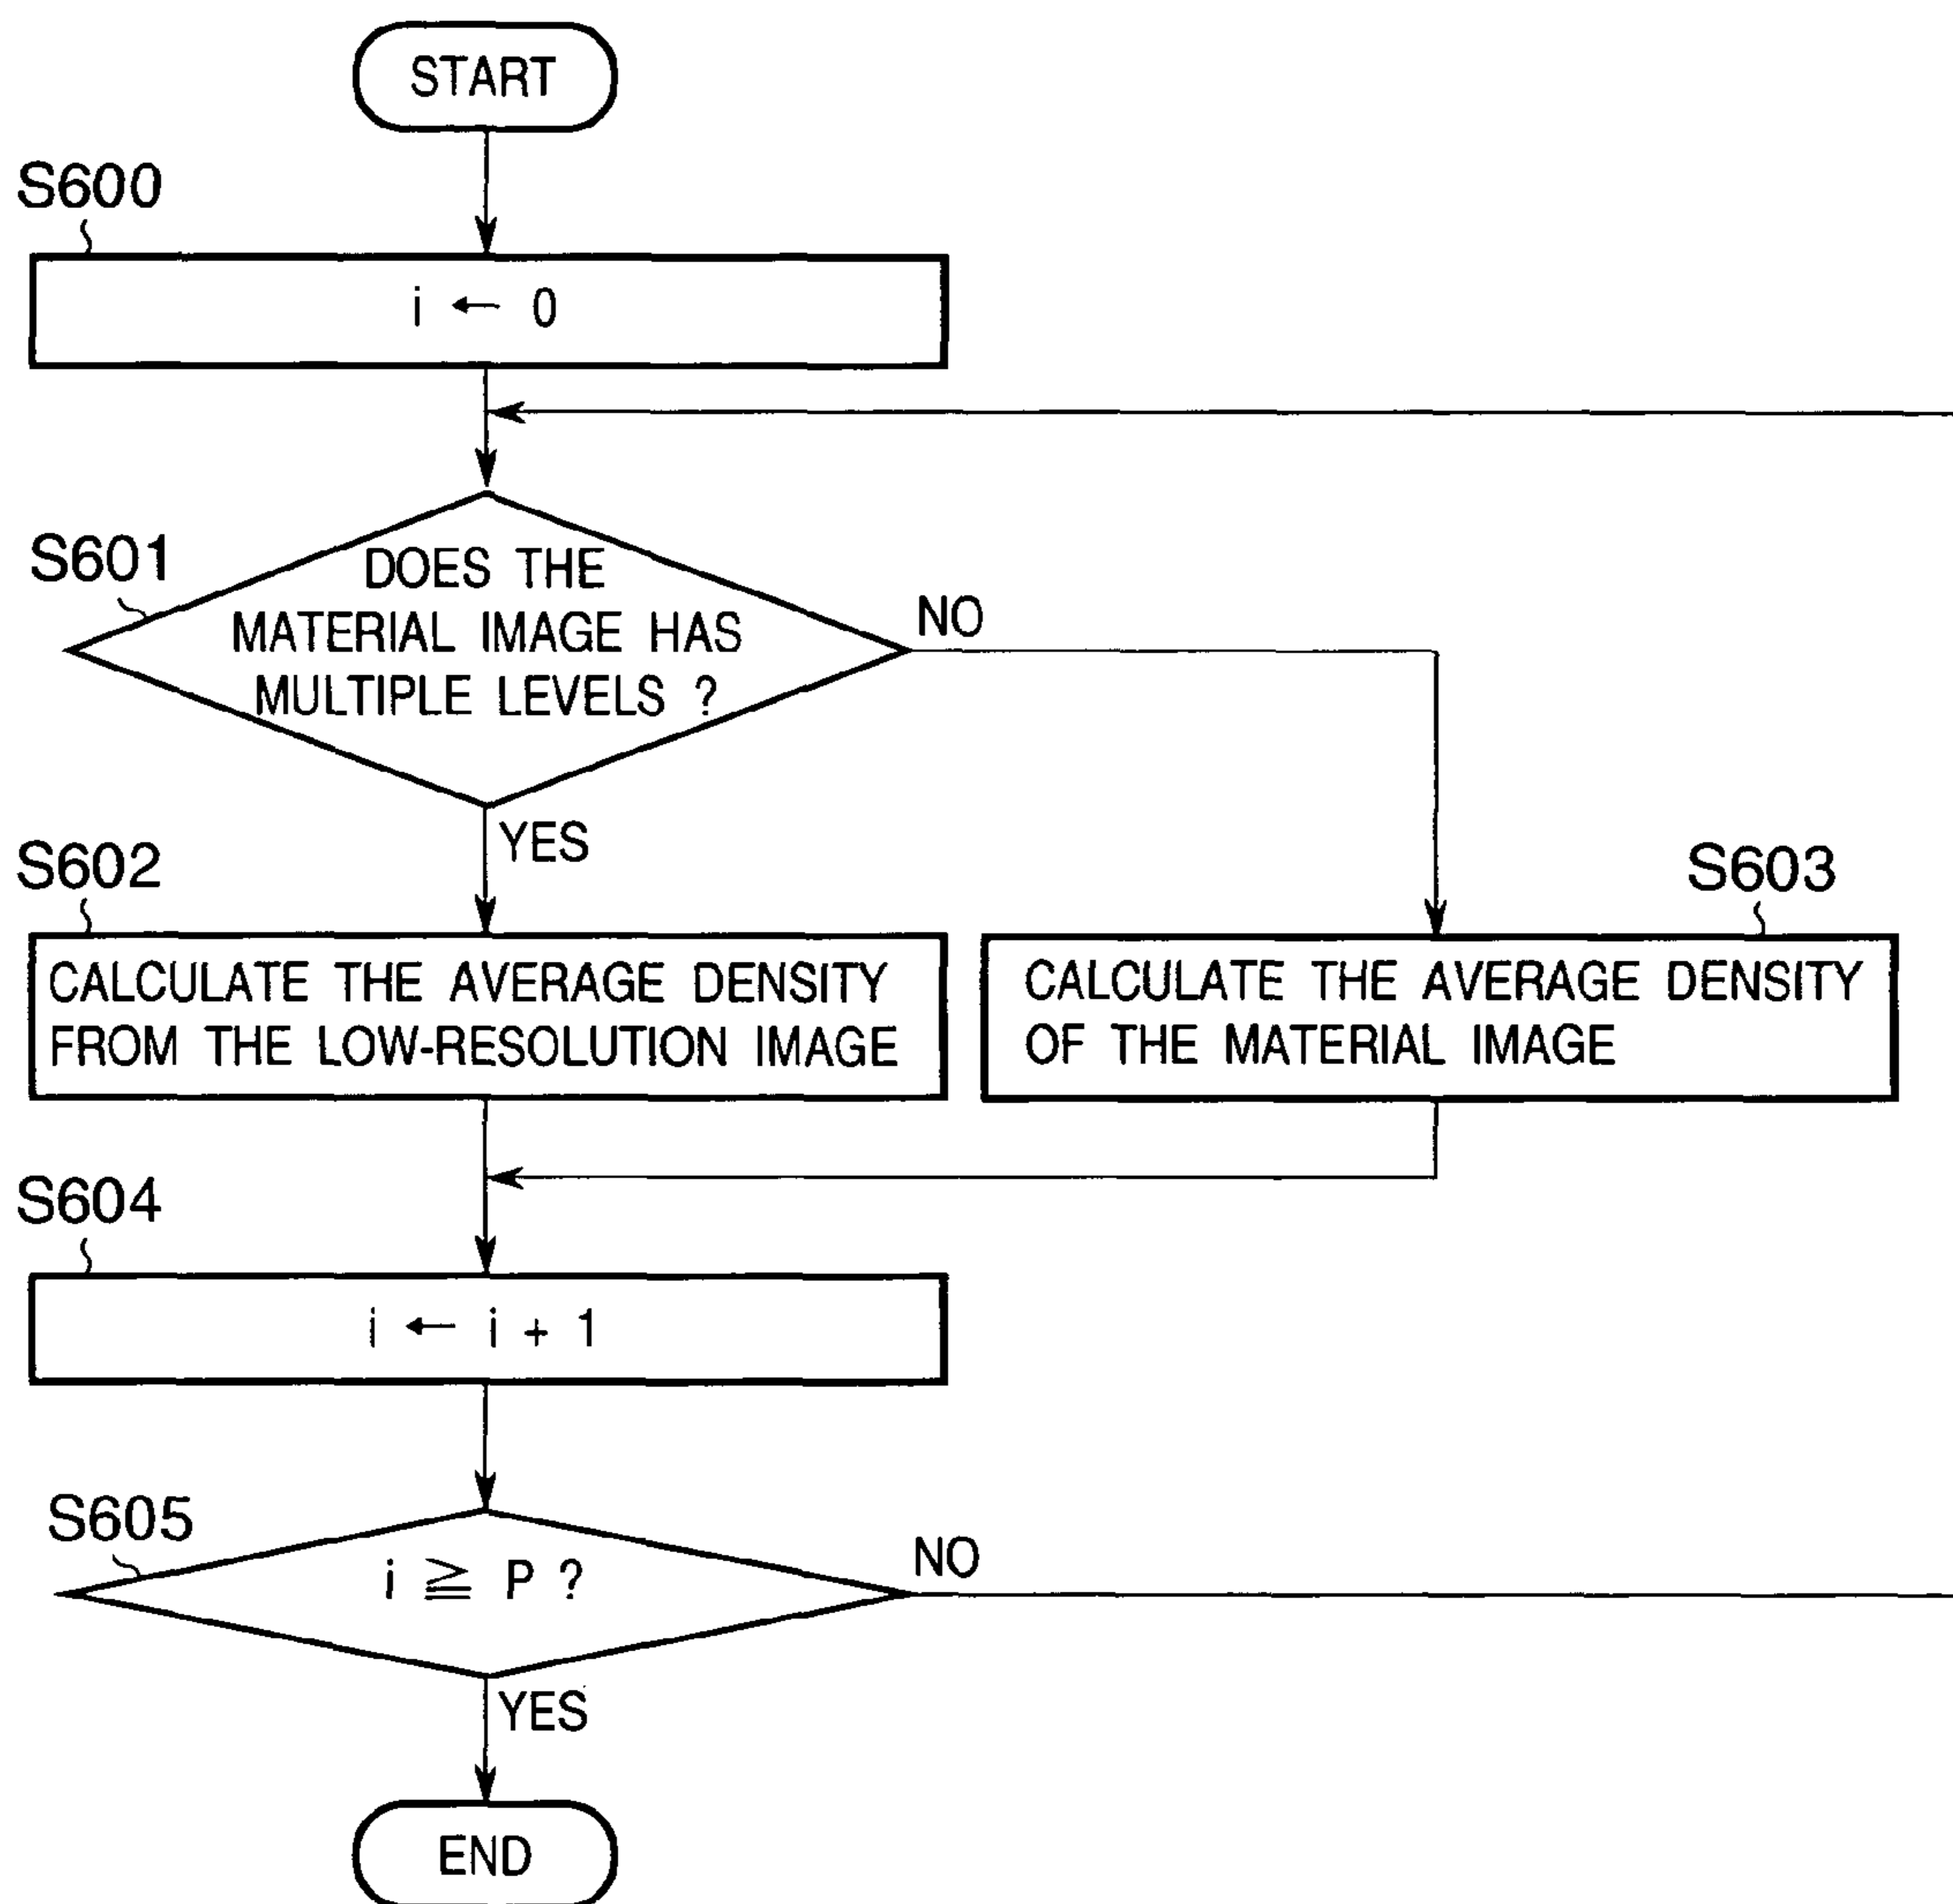 START
S600
i ← 0
S601
DOES THE
MATERIAL IMAGE HAS
MULTIPLE LEVELS ?
NO
YES
S602
CALCULATE THE AVERAGE DENSITY
FROM THE LOW-RESOLUTION IMAGE
S603
CALCULATE THE AVERAGE DENSITY
OF THE MATERIAL IMAGE
S604
i ← i + 1
S605
i ≧ P ?
NO
YES
END